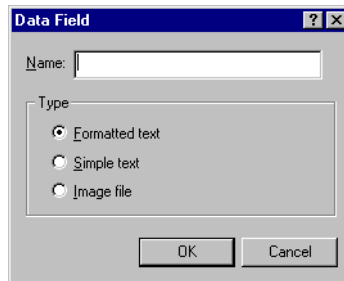 Data Field
Name:
Type
Formatted text
Simple text
Image file
OK Cancel